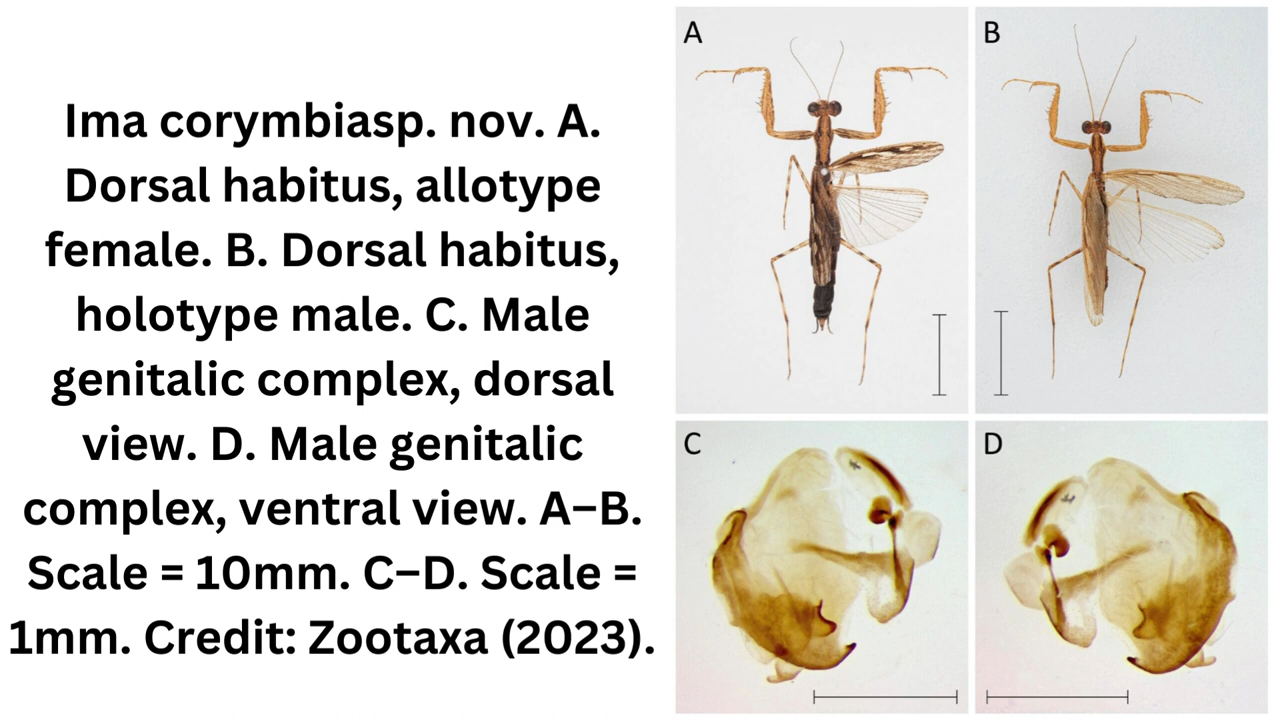 Ima corymbiasp. nov. A.
Dorsal habitus, allotype
female. B. Dorsal habitus,
holotype male. C. Male
genitalic complex, dorsal
view. D. Male genitalic
complex, ventral view. A–B.
Scale = 10mm. C–D. Scale =
1mm. Credit: Zootaxa (2023).
A
B
C
D